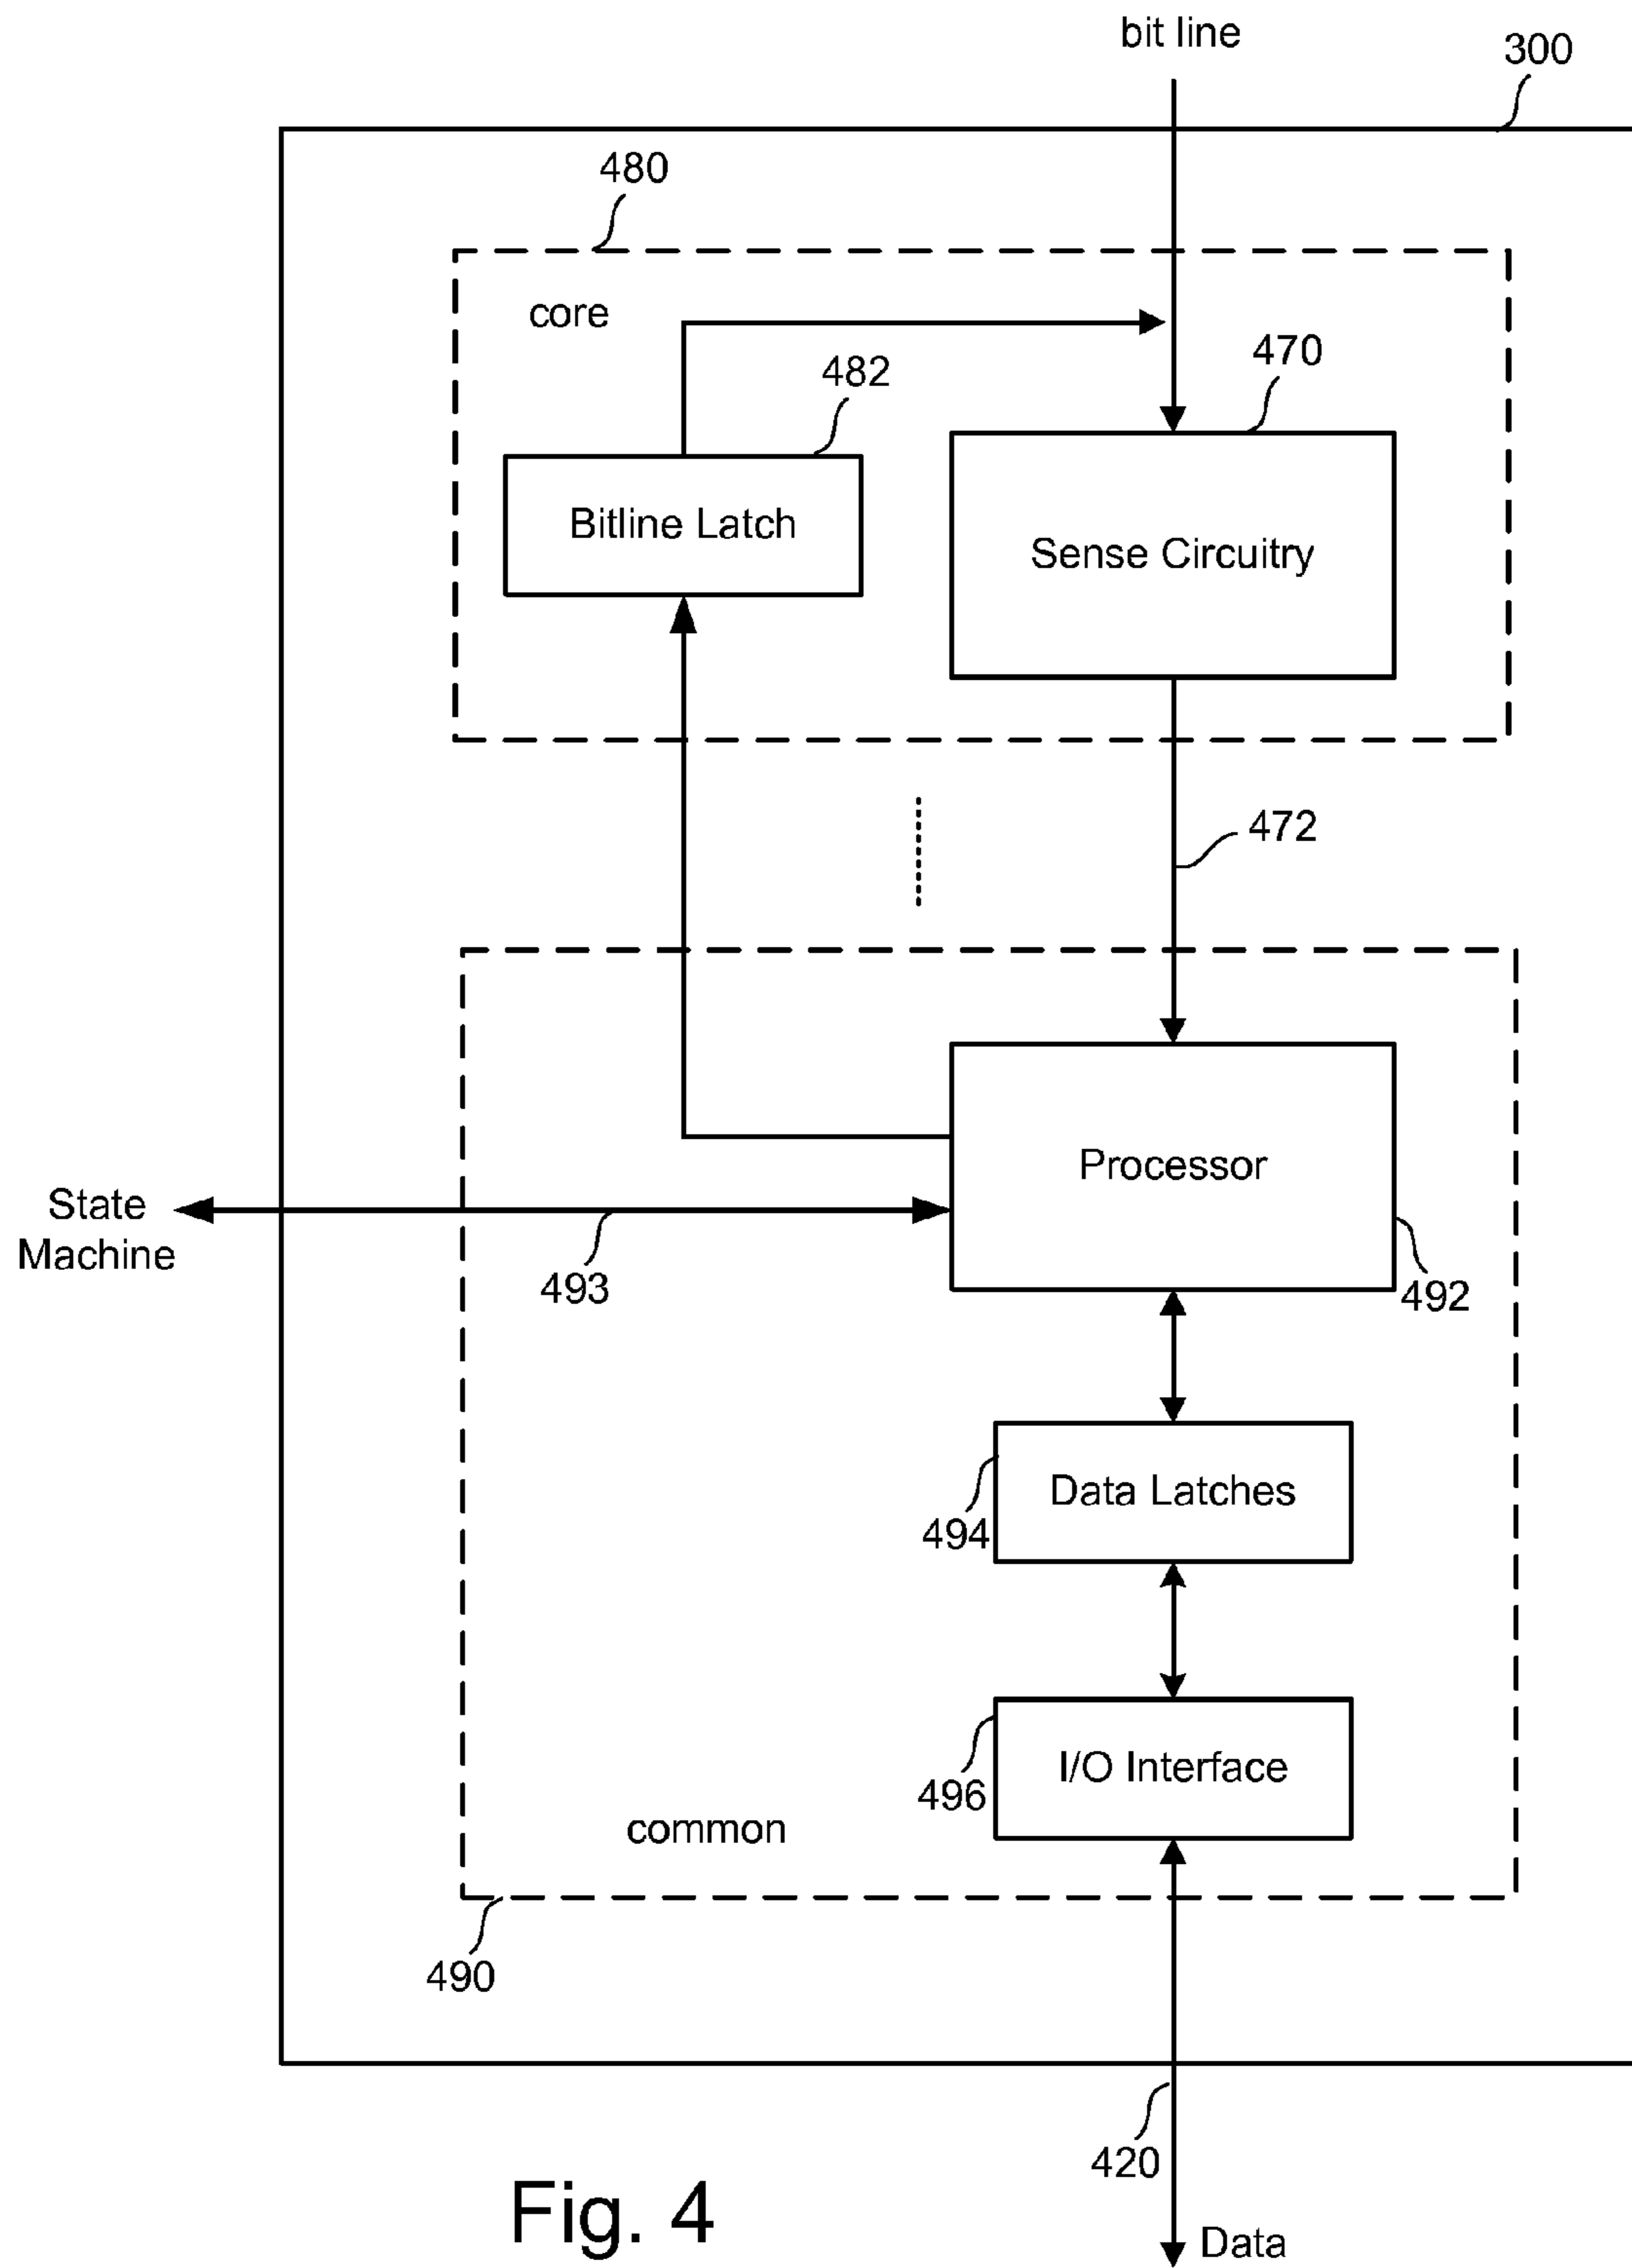 bit line
300
480
core
470
482
Bitline Latch
Sense Circuitry
472
Processor
State
Machine
493
492
Data Latches
494
I/O Interface
496
common
490
420
Fig. 4
Data